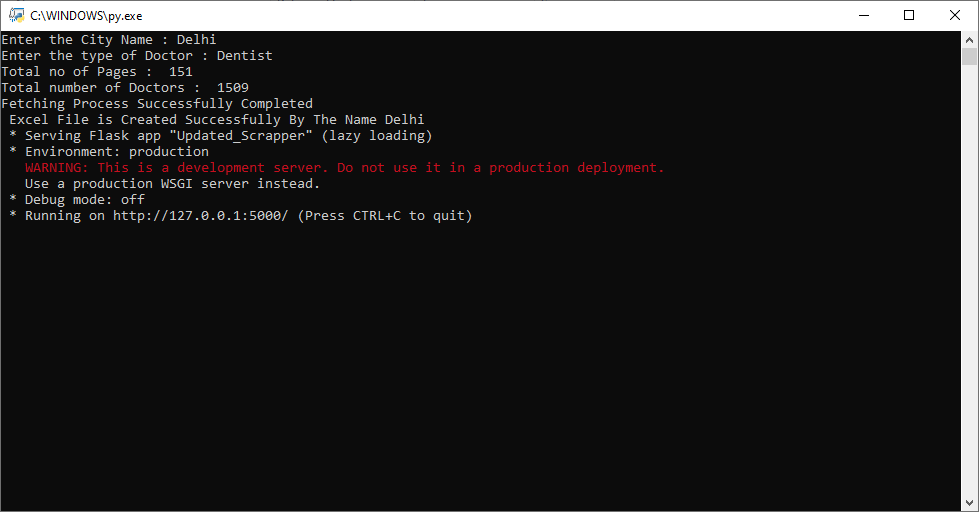 C:\WINDOWS\py.exe
Enter the City Name : Delhi
Enter the type of Doctor : Dentist
Total no of Pages :  151
Total number of Doctors :  1509
Fetching Process Successfully Completed
 Excel File is Created Successfully By The Name Delhi
 * Serving Flask app "Updated_Scrapper" (lazy loading)
 * Environment: production
   WARNING: This is a development server. Do not use it in a production deployment.
   Use a production WSGI server instead.
 * Debug mode: off
 * Running on http://127.0.0.1:5000/ (Press CTRL+C to quit)